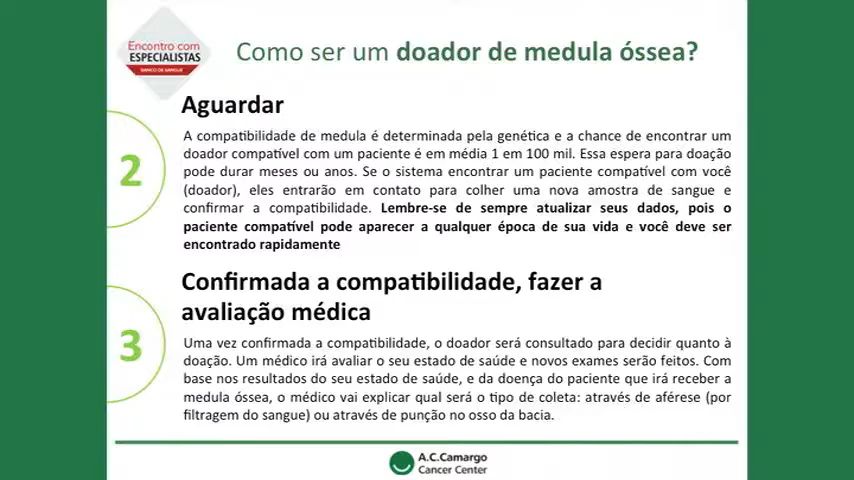 Encontro com
ESPECIALISTAS
BANCO DE SANGUE
Como ser um doador de medula óssea?
2
Aguardar
A compatibilidade de medula é determinada pela genética e a chance de encontrar um
doador compatível com um paciente é em média 1 em 100 mil. Essa espera para doação
pode durar meses ou anos. Se o sistema encontrar um paciente compatível com você
(doador), eles entrarão em contato para colher uma nova amostra de sangue e
confirmar a compatibilidade. Lembre-se de sempre atualizar seus dados, pois o
paciente compatível pode aparecer a qualquer época de sua vida e você deve ser
encontrado rapidamente
3
Confirmada a compatibilidade, fazer a
avaliação médica
Uma vez confirmada a compatibilidade, o doador será consultado para decidir quanto à
doação. Um médico irá avaliar o seu estado de saúde e novos exames serão feitos. Com
base nos resultados do seu estado de saúde, e da doença do paciente que irá receber a
medula óssea, o médico vai explicar qual será o tipo de coleta: através de aférese (por
filtragem do sangue) ou através de punção no osso da bacia.
A.C.Camargo
Cancer Center